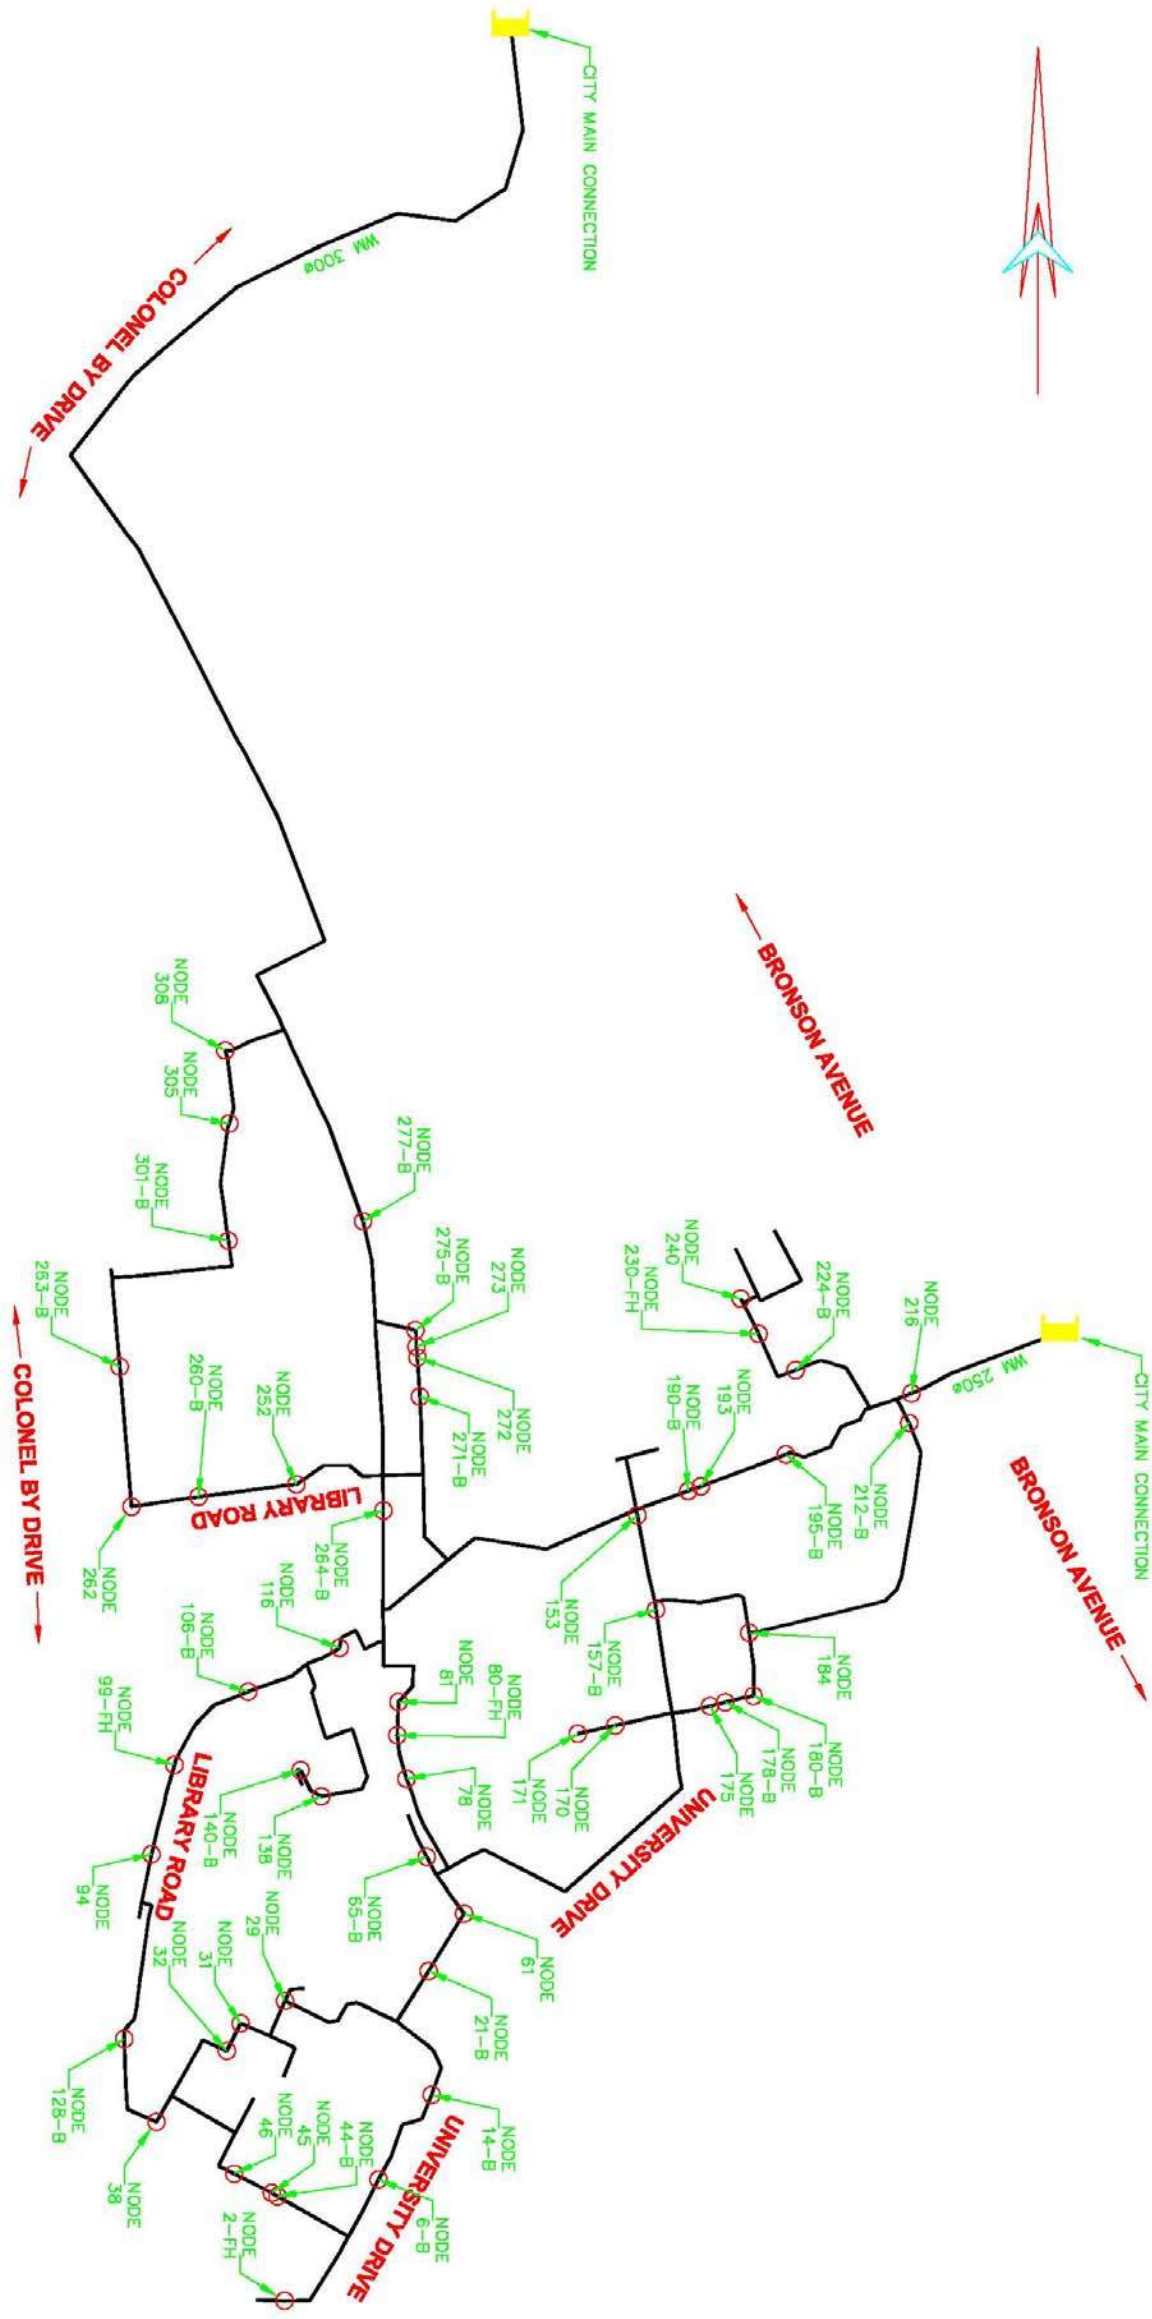 CITY MAIN CONNECTION
WM 300ø
COLONEL BY DRIVE
BRONSON AVENUE
NODE
308
NODE
305
NODE
301-B
NODE
277-B
NODE
275-B
NODE
273
NODE
272
NODE
271-B
NODE
240
NODE
230-FH
NODE
224-B
NODE
216
WM 250ø
CITY MAIN CONNECTION
BRONSON AVENUE
NODE
263-B
NODE
260-B
NODE
252
LIBRARY ROAD
NODE
262
COLONEL BY DRIVE
NODE
264-B
NODE
190-B
NODE
193
NODE
195-B
NODE
212-B
NODE
153
NODE
157-B
NODE
184
NODE
180-B
NODE
178-B
NODE
175
NODE
170
NODE
171
UNIVERSITY DRIVE
NODE
116
NODE
106-B
NODE
99-FH
NODE
81
NODE
80-FH
NODE
78
LIBRARY ROAD
NODE
140-B
NODE
138
NODE
94
NODE
65-B
NODE
61
NODE
29
NODE
31
NODE
32
NODE
21-B
NODE
128-B
NODE
38
NODE
46
NODE
45
NODE
44-B
NODE
14-B
UNIVERSITY DRIVE
NODE
6-B
NODE
2-FH